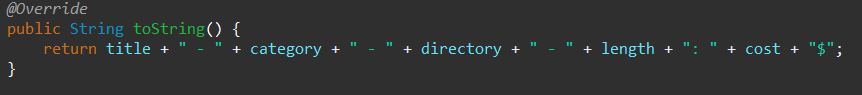 @Override
public String toString() {
    return title + " - " + category + " - " + directory + " - " + length + ": " + cost + "$";
}